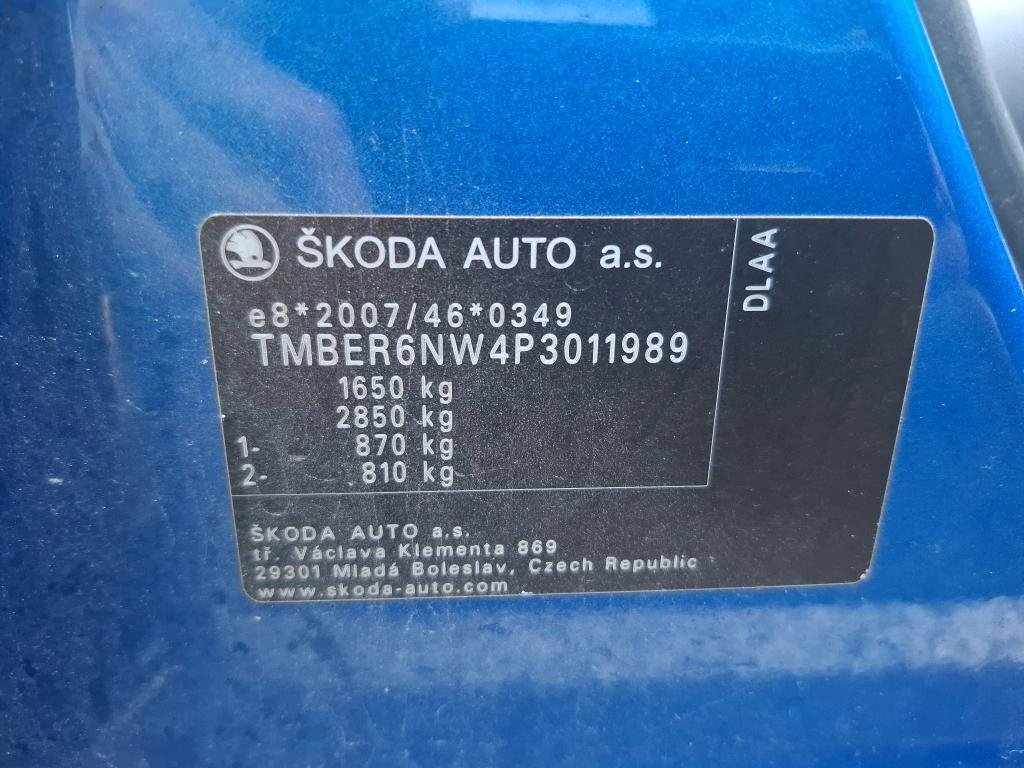 ŠKODA AUTO a.s.
e8*2007/46*0349
TMBER6NW4P3011989
1650 kg
2850 kg
1- 870 kg
2- 810 kg
ŠKODA AUTO a.s.
tř. Václava Klementa 869
29301 Mladá Boleslav, Czech Republic
www.skoda-auto.com
DLAA